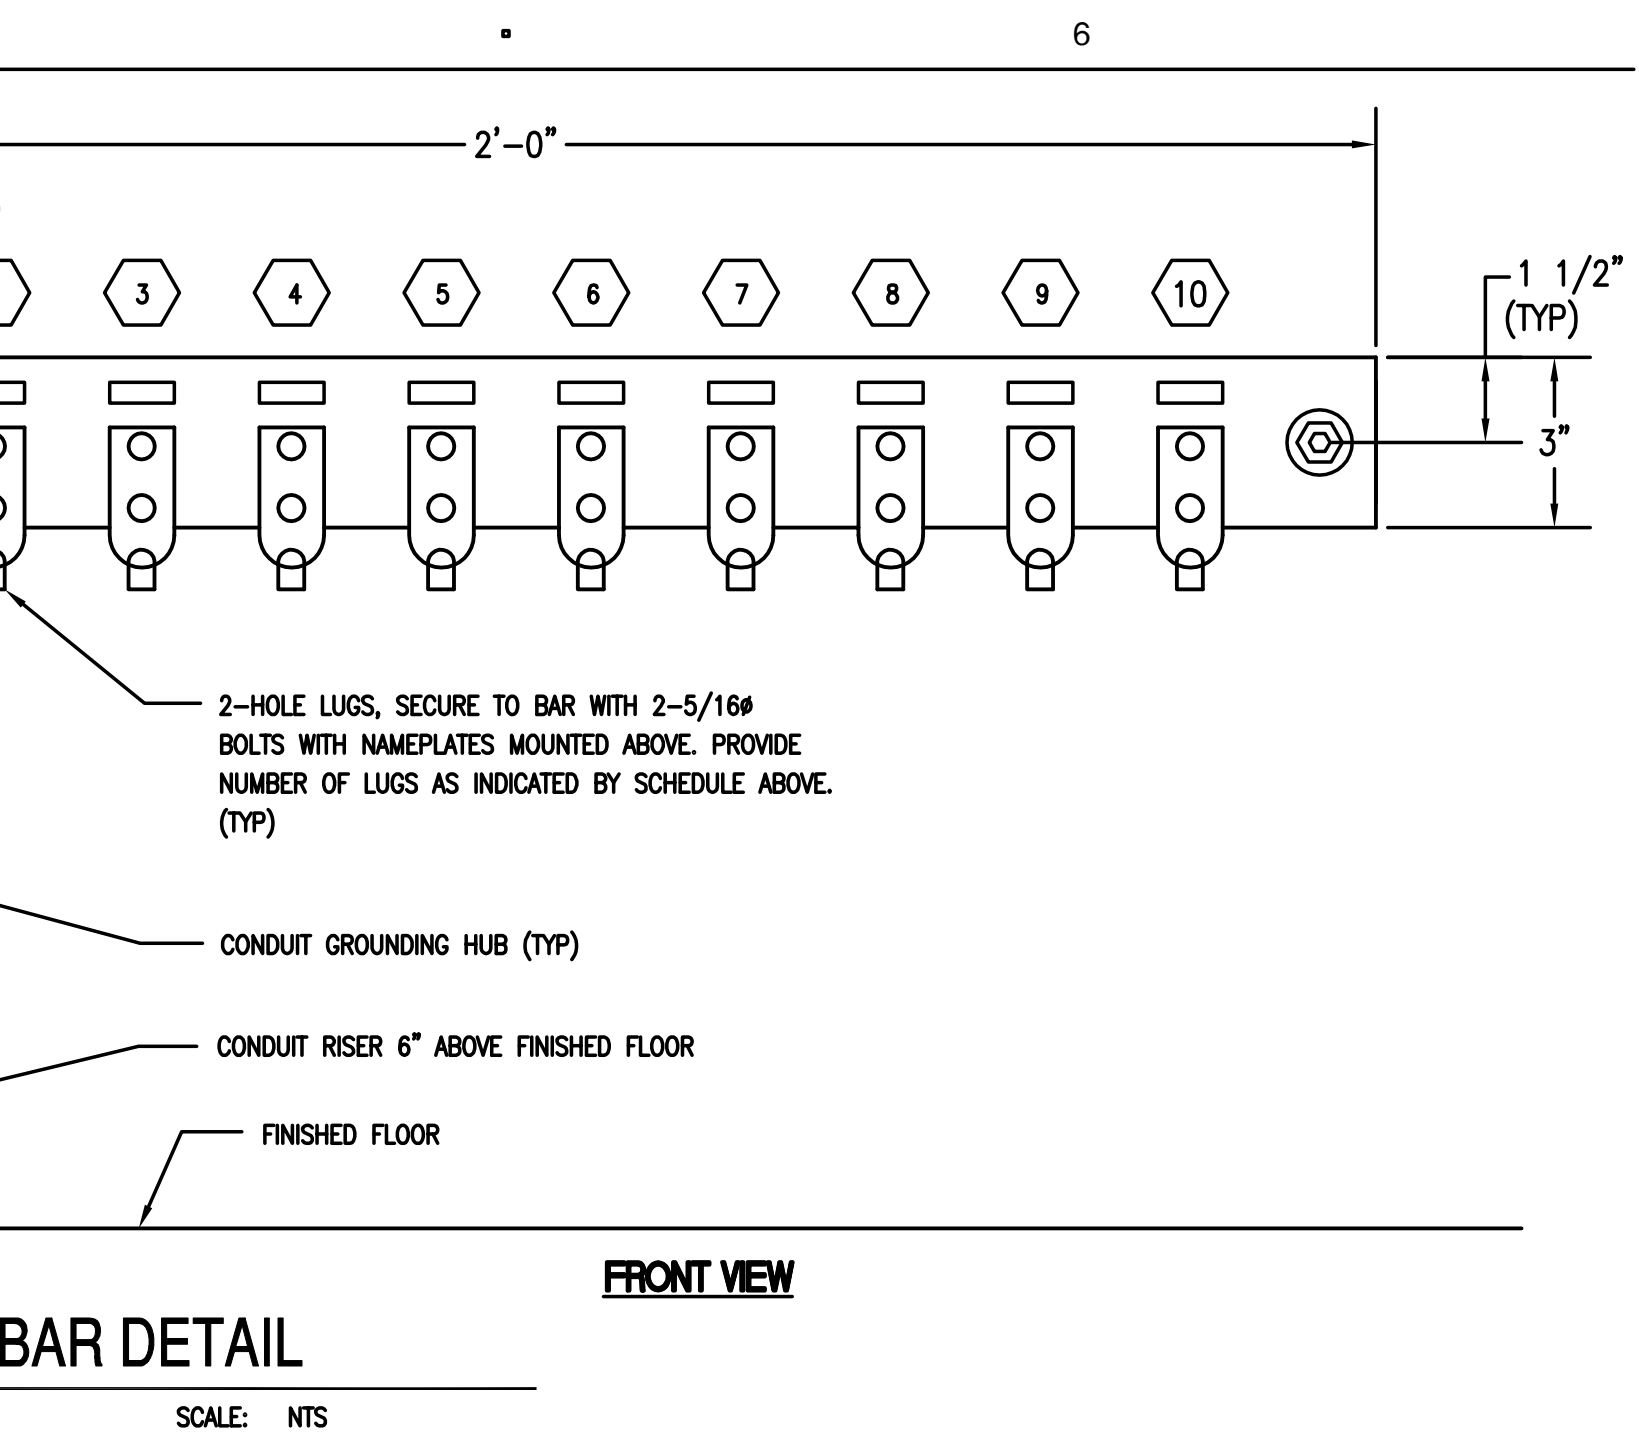 6
2'-0"
3 4 5 6 7 8 9 10
1 1/2"
(TYP)
3"
2-HOLE LUGS, SECURE TO BAR WITH 2-5/16ø
BOLTS WITH NAMEPLATES MOUNTED ABOVE. PROVIDE
NUMBER OF LUGS AS INDICATED BY SCHEDULE ABOVE.
(TYP)
CONDUIT GROUNDING HUB (TYP)
CONDUIT RISER 6" ABOVE FINISHED FLOOR
FINISHED FLOOR
FRONT VIEW
BAR DETAIL
SCALE: NTS